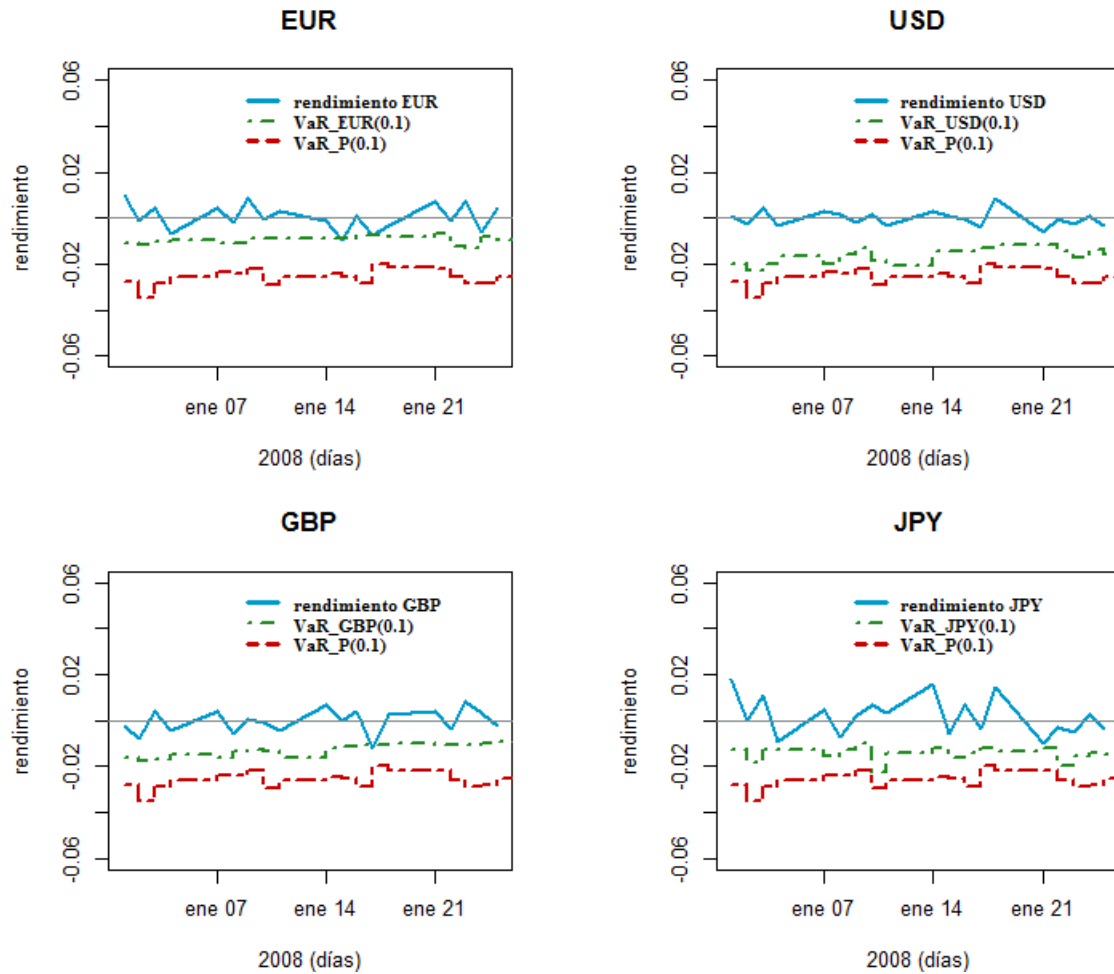 EUR
rendimiento
0.06
0.02
-0.02
-0.06
rendimiento EUR
VaR_EUR(0.1)
VaR_P(0.1)
ene 07
ene 14
ene 21
2008 (días)
USD
rendimiento
0.06
0.02
-0.02
-0.06
rendimiento USD
VaR_USD(0.1)
VaR_P(0.1)
ene 07
ene 14
ene 21
2008 (días)
GBP
rendimiento
0.06
0.02
-0.02
-0.06
rendimiento GBP
VaR_GBP(0.1)
VaR_P(0.1)
ene 07
ene 14
ene 21
2008 (días)
JPY
rendimiento
0.06
0.02
-0.02
-0.06
rendimiento JPY
VaR_JPY(0.1)
VaR_P(0.1)
ene 07
ene 14
ene 21
2008 (días)